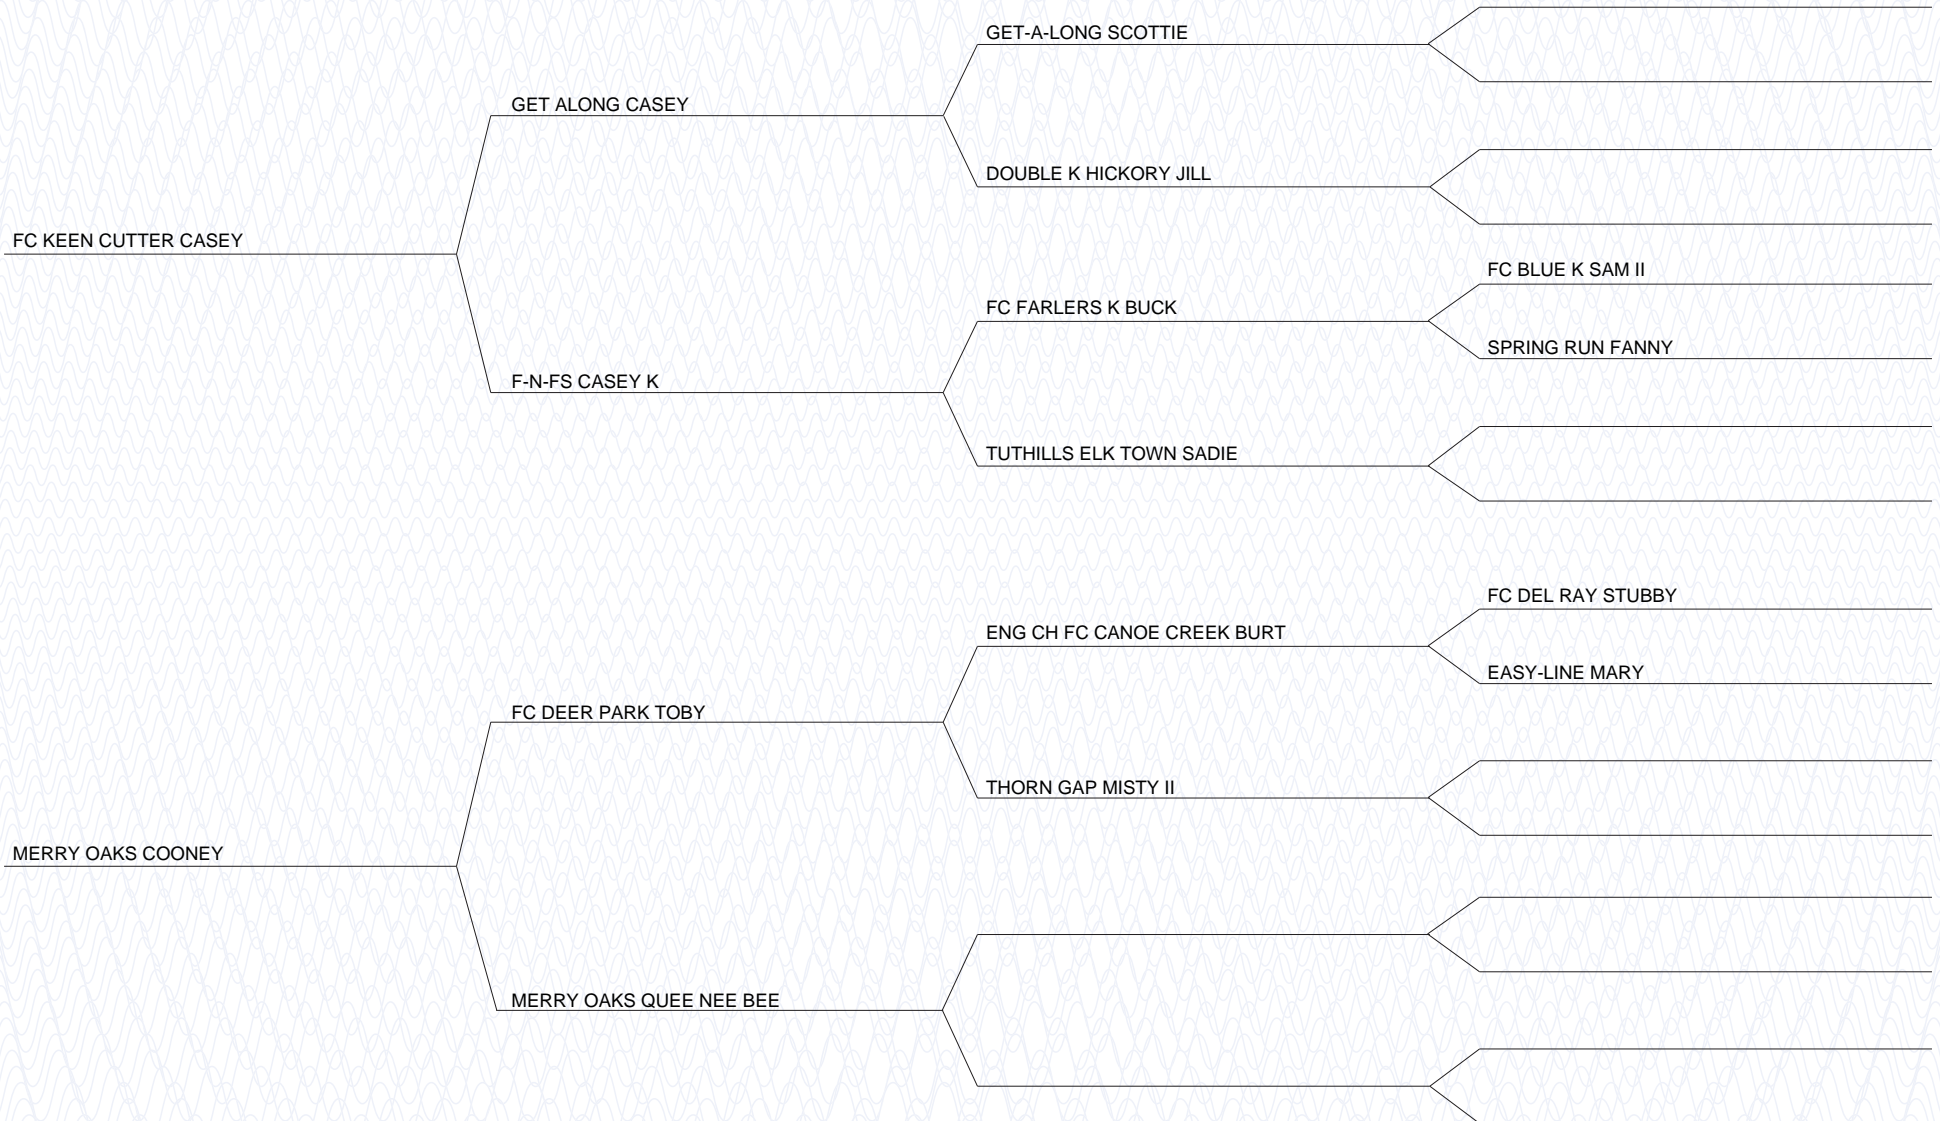 GET-A-LONG SCOTTIE
GET ALONG CASEY
DOUBLE K HICKORY JILL
FC KEEN CUTTER CASEY
FC BLUE K SAM II
FC FARLERS K BUCK
SPRING RUN FANNY
F-N-FS CASEY K
TUTHILLS ELK TOWN SADIE
FC DEL RAY STUBBY
ENG CH FC CANOE CREEK BURT
EASY-LINE MARY
FC DEER PARK TOBY
THORN GAP MISTY II
MERRY OAKS COONEY
MERRY OAKS QUEE NEE BEE